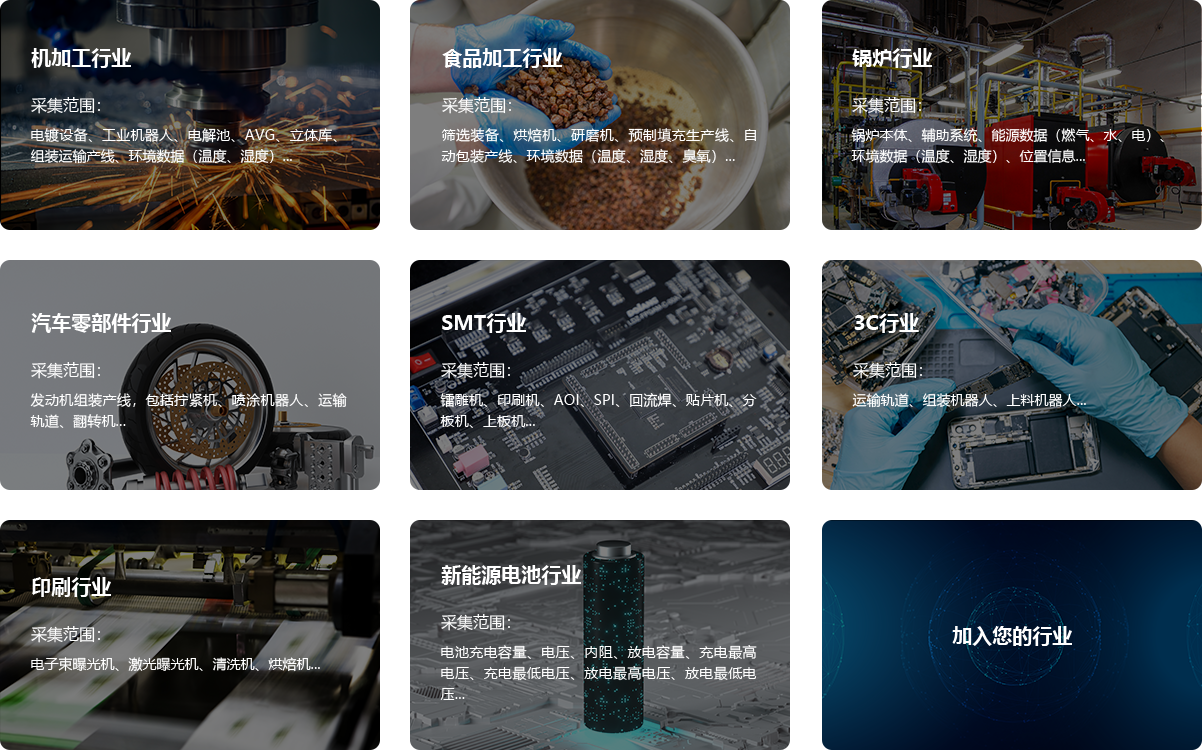 机加工行业
采集范围：
电镀设备、工业机器人、电解池、AVG、立体库、
组装运输产线、环境数据（温度、湿度）...
食品加工行业
采集范围：
筛选装备、烘焙机、研磨机、预制填充生产线、自
动包装产线、环境数据（温度、湿度、臭氧）...
锅炉行业
采集范围：
锅炉本体、辅助系统、能源数据（燃气、水、电）
环境数据（温度、湿度）、位置信息...
汽车零部件行业
采集范围：
发动机组装产线，包括拧紧机、喷涂机器人、运输
轨道、翻转机...
SMT行业
采集范围：
镭雕机、印刷机、AOI、SPI、回流焊、贴片机、分
板机、上板机...
3C行业
采集范围：
运输轨道、组装机器人、上料机器人...
印刷行业
采集范围：
电子束曝光机、激光曝光机、清洗机、烘焙机...
新能源电池行业
采集范围：
电池充电容量、电压、内阻、放电容量、充电最高
电压、充电最低电压、放电最高电压、放电最低电
压...
加入您的行业